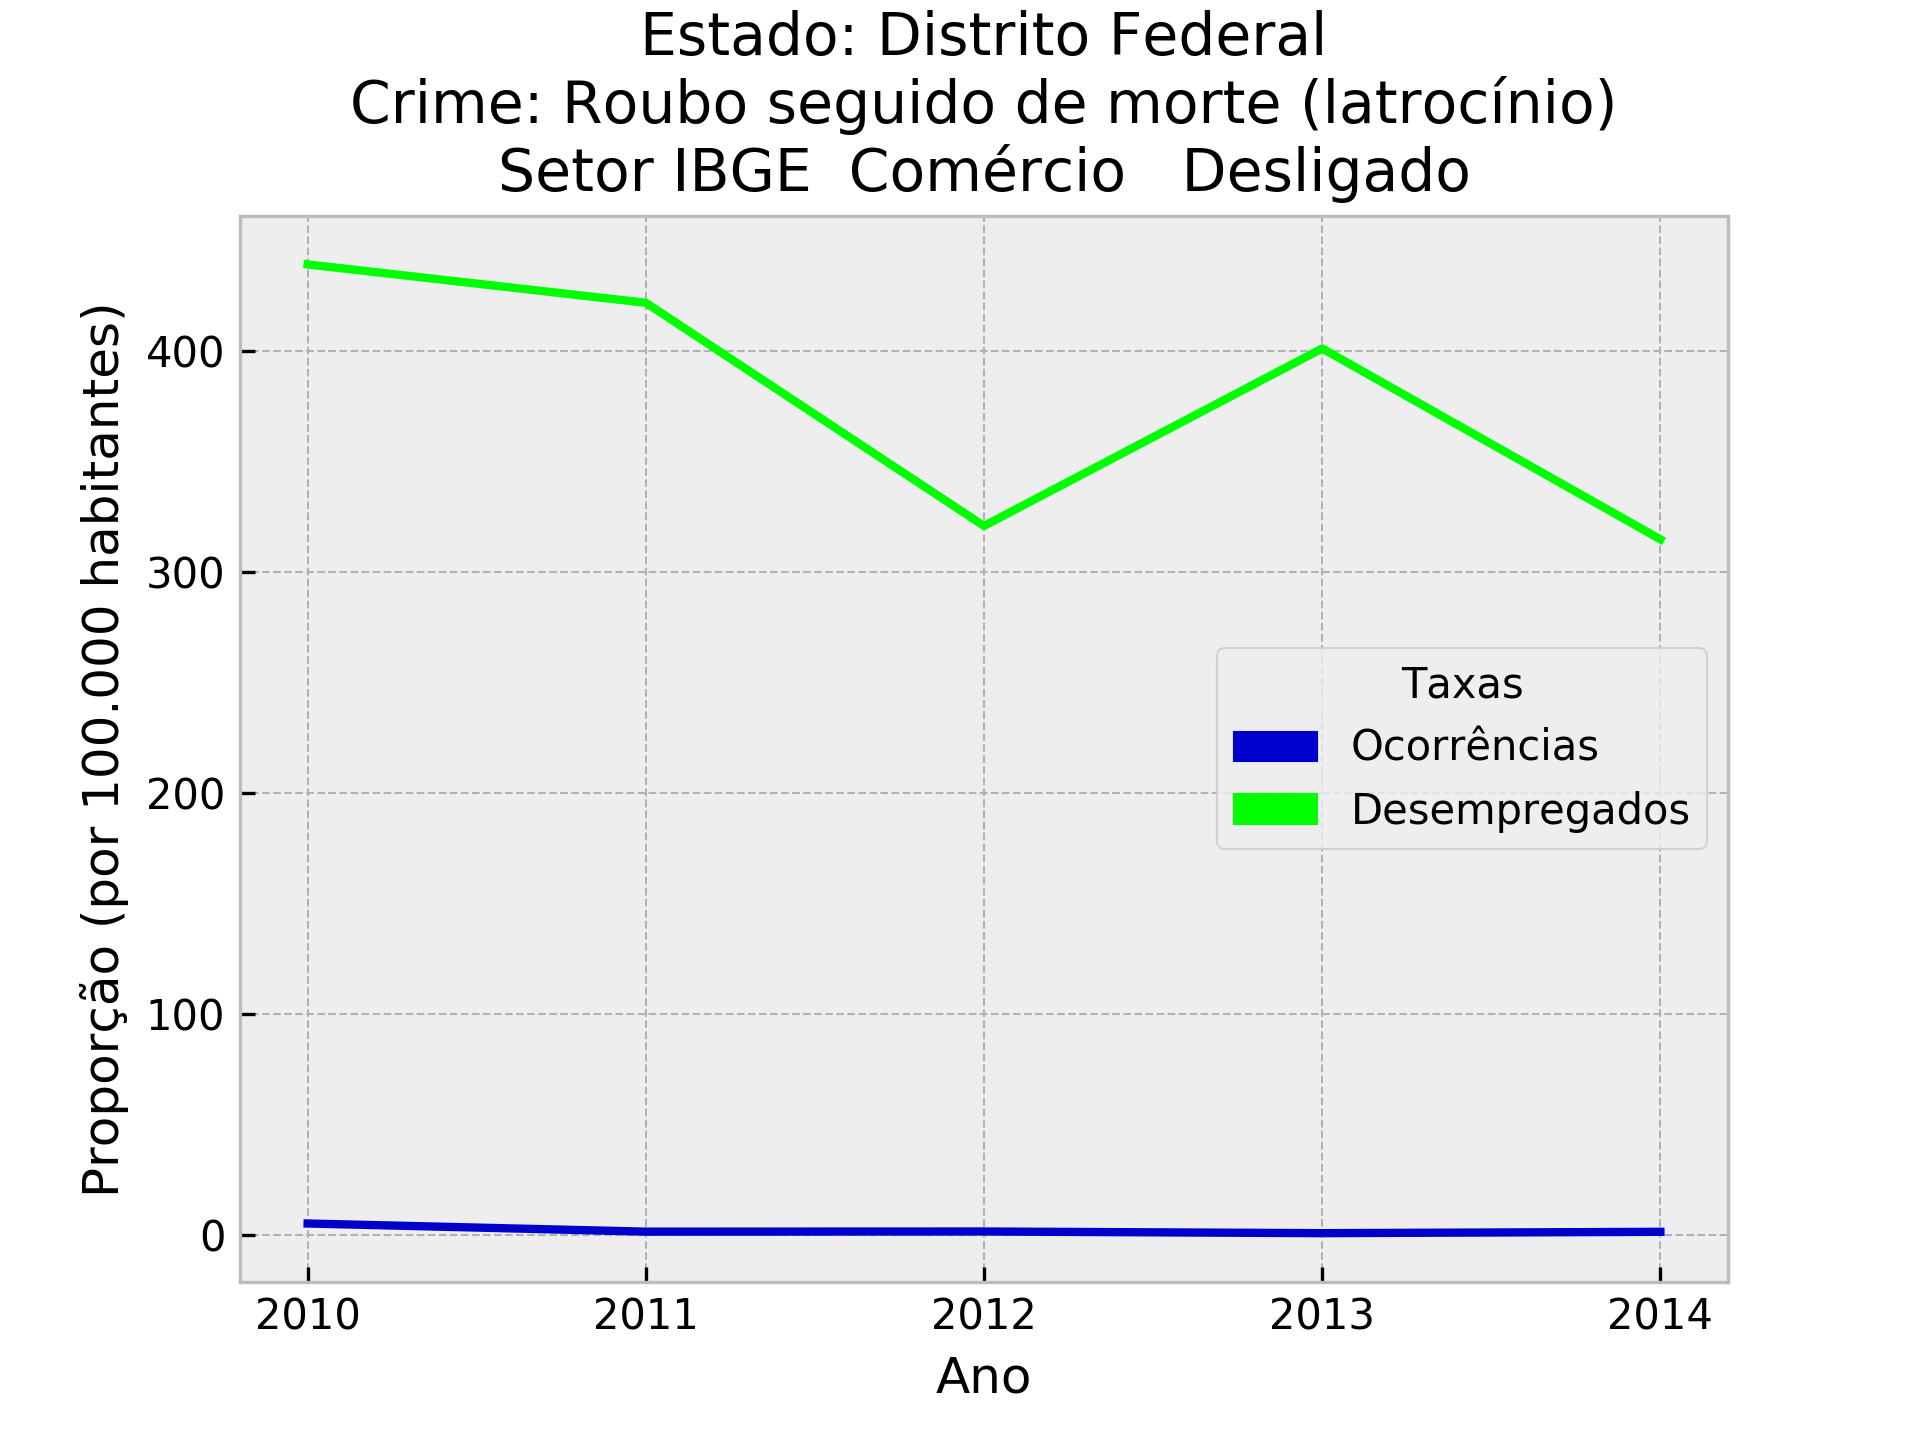 Estado: Distrito Federal
Crime: Roubo seguido de morte (latrocínio)
Setor IBGE  Comércio   Desligado
Proporção (por 100.000 habitantes)
400
300
200
100
0
Taxas
Ocorrências
Desempregados
2010
2011
2012
2013
2014
Ano